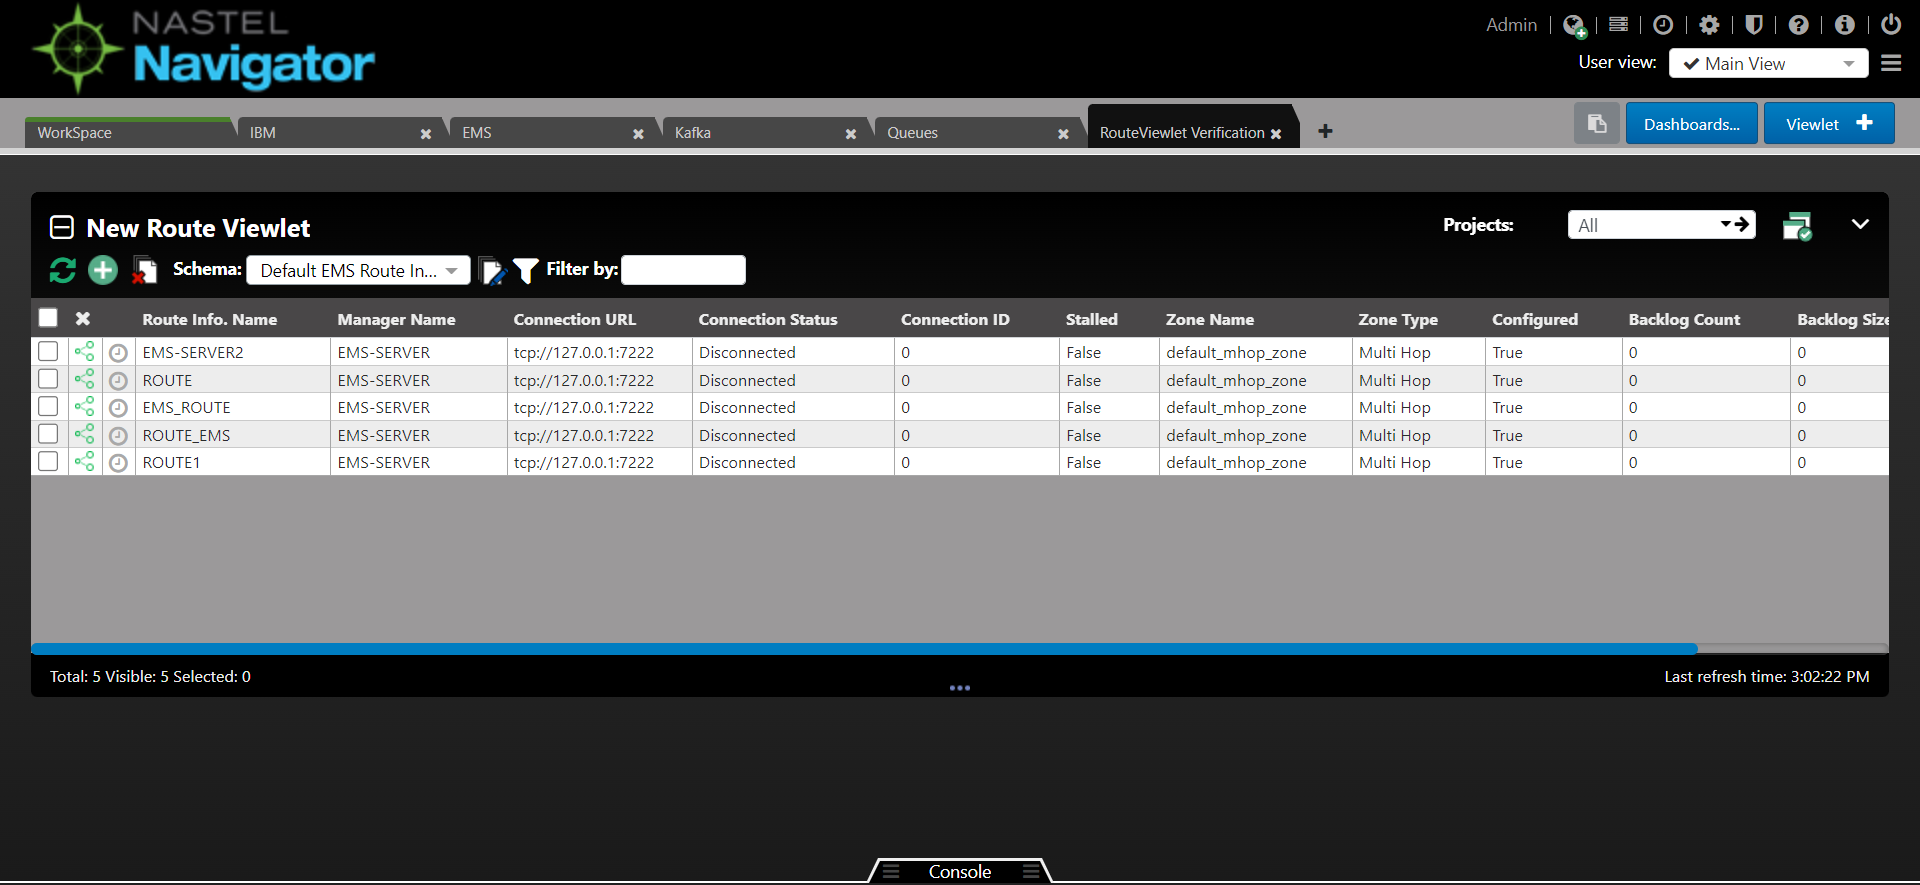 NASTEL
Navigator
Admin
User view: Main View
WorkSpace IBM EMS Kafka Queues RouteViewlet Verification
Dashboards... Viewlet
New Route Viewlet
Projects: All
Schema: Default EMS Route In... Filter by:
Route Info. Name Manager Name Connection URL Connection Status Connection ID Stalled Zone Name Zone Type Configured Backlog Count Backlog Size
EMS-SERVER2 EMS-SERVER tcp://127.0.0.1:7222 Disconnected 0 False default_mhop_zone Multi Hop True 0 0
ROUTE EMS-SERVER tcp://127.0.0.1:7222 Disconnected 0 False default_mhop_zone Multi Hop True 0 0
EMS_ROUTE EMS-SERVER tcp://127.0.0.1:7222 Disconnected 0 False default_mhop_zone Multi Hop True 0 0
ROUTE_EMS EMS-SERVER tcp://127.0.0.1:7222 Disconnected 0 False default_mhop_zone Multi Hop True 0 0
ROUTE1 EMS-SERVER tcp://127.0.0.1:7222 Disconnected 0 False default_mhop_zone Multi Hop True 0 0
Total: 5 Visible: 5 Selected: 0
Last refresh time: 3:02:22 PM
Console